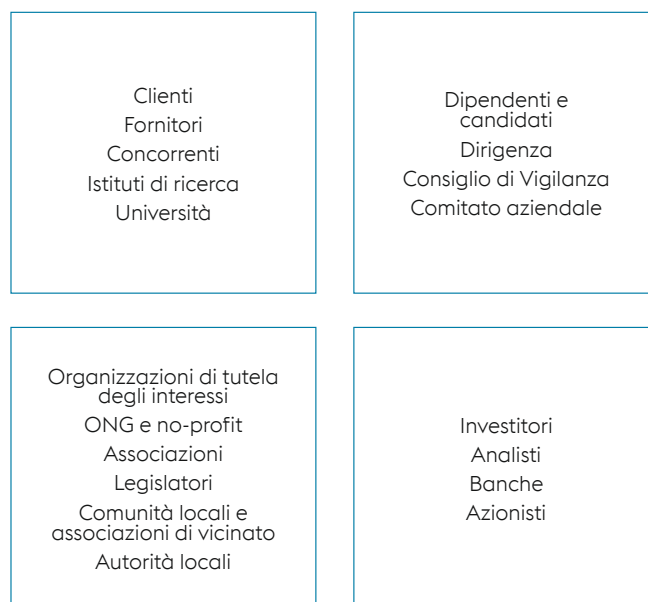 Clienti
Fornitori
Concorrenti
Istituti di ricerca
Università
Dipendenti e
candidati
Dirigenza
Consiglio di Vigilanza
Comitato aziendale
Organizzazioni di tutela
degli interessi
ONG e no-profit
Associazioni
Legislatori
Comunità locali e
associazioni di vicinato
Autorità locali
Investitori
Analisti
Banche
Azionisti